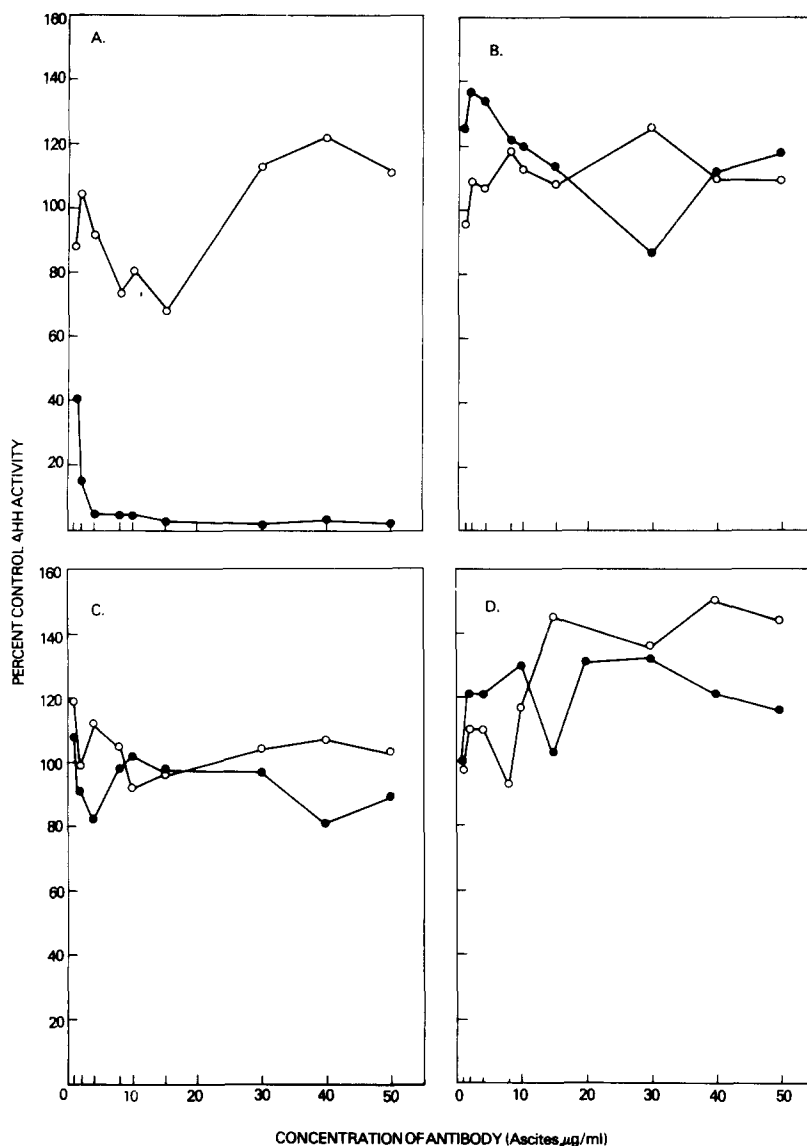 A.
B.
180
160
140
120
100
80
60
40
20
PERCENT CONTROL AHH ACTIVITY
C.
D.
160
140
120
100
80
60
40
20
0 10 20 30 40 50
0 10 20 30 40 50
CONCENTRATION OF ANTIBODY (Ascites, µg/ml)